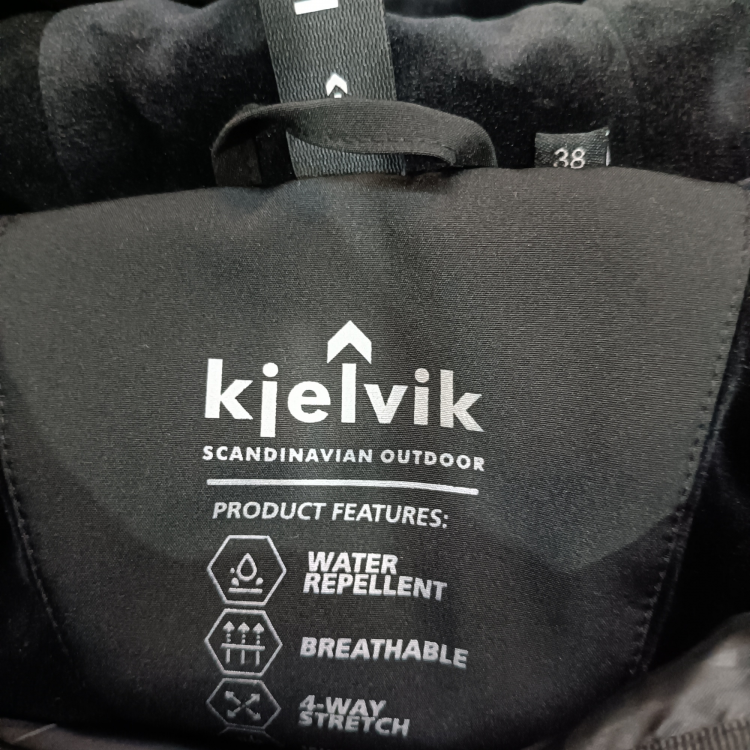 38
kjelvik
SCANDINAVIAN OUTDOOR
PRODUCT FEATURES:
WATER
REPELLENT
BREATHABLE
4-WAY
STRETCH